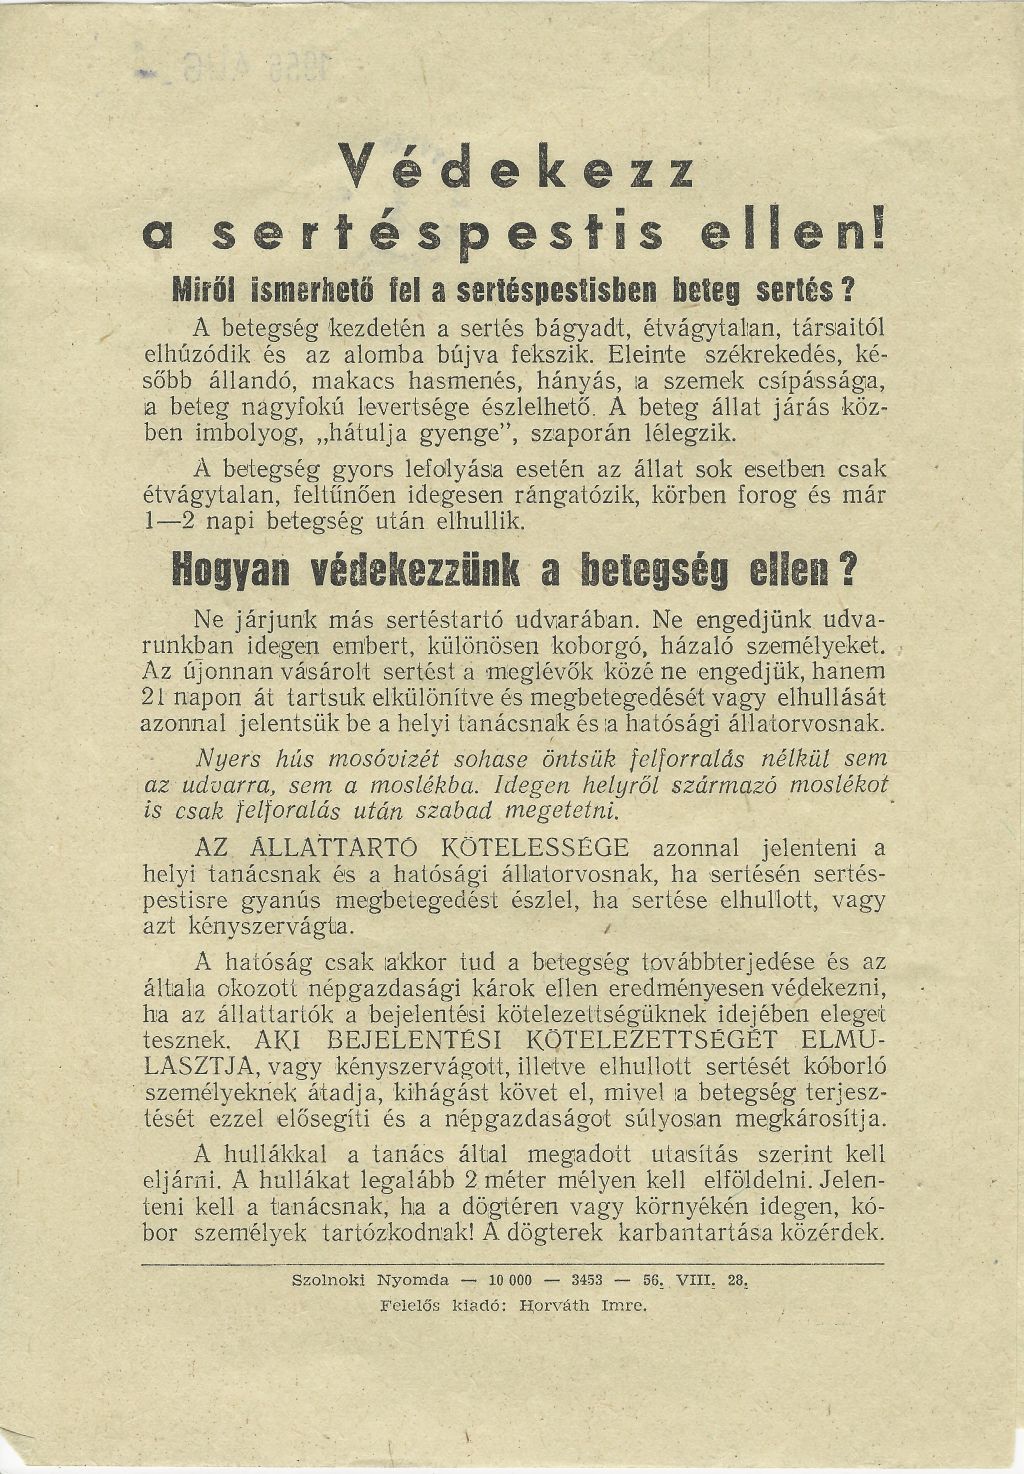 Védekezz
a sertéspestis ellen!
Miről ismerhető fel a sertéspestisben beteg sertés?
A betegség kezdetén a sertés bágyadt, étvágytalan, társaitól
elhúzódik és az alomba bújva fekszik. Eleinte székrekedés, ké-
sőbb állandó, makacs hasmenés, hányás, a szemek csípássága,
a beteg nagyfokú levertsége észlelhető. A beteg állat járás köz-
ben imbolyog, „hátulja gyenge”, szaporán lélegzik.
A betegség gyors lefolyása esetén az állat sok esetben csak
étvágytalan, feltűnően idegesen rángatózik, körben forog és már
1—2 napi betegség után elhullik.
Hogyan védekezzünk a betegség ellen?
Ne járjunk más sertéstartó udvarában. Ne engedjünk udva-
runkban idegen embert, különösen koborgó, házaló személyeket.
Az újonnan vásárolt sertést a meglévők közé ne engedjük, hanem
21 napon át tartsuk elkülönítve és megbetegedését vagy elhullását
azonnal jelentsük be a helyi tanácsnak és a hatósági állatorvosnak.
Nyers hús mosóvizét sohase öntsük felforralás nélkül sem
az udvarra, sem a moslékba. Idegen helyről származó moslékot
is csak felforalás után szabad megetetni.
AZ ÁLLATTARTÓ KÖTELESSÉGE azonnal jelenteni a
helyi tanácsnak és a hatósági állatorvosnak, ha sertésén sertés-
pestisre gyanús megbetegedést észlel, ha sertése elhullott, vagy
azt kényszervágta.
A hatóság csak akkor tud a betegség továbbterjedése és az
általa okozott népgazdasági károk ellen eredményesen védekezni,
ha az állattartók a bejelentési kötelezettségüknek idejében eleget
tesznek. AKI BEJELENTÉSI KÖTELEZETTSÉGÉT ELMU-
LASZTJA, vagy kényszervágott, illetve elhullott sertését kóborló
személyeknek átadja, kihágást követ el, mivel a betegség terjesz-
tését ezzel elősegíti és a népgazdaságot súlyosan megkárosítja.
A hullákkal a tanács által megadott utasítás szerint kell
eljárni. A hullákat legalább 2 méter mélyen kell elföldelni. Jelen-
teni kell a tanácsnak, ha a dögtéren vagy környékén idegen, kó-
bor személyek tartózkodnak! A dögterek karbantartása közérdek.
Szolnoki Nyomda — 10 000 — 3453 — 56. VIII. 28.
Felelős kiadó: Horváth Imre.